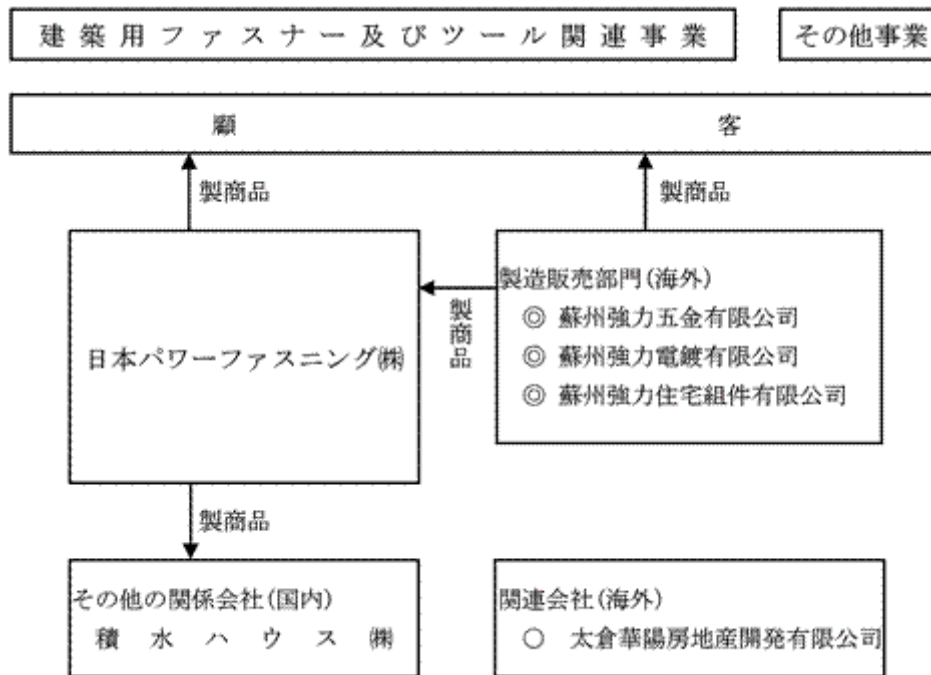 建築用ファスナー及びツール関連事業
その他事業
顧客
製商品
製商品
日本パワーファスニング㈱
製商品
製造販売部門(海外)
◎ 蘇州強力五金有限公司
◎ 蘇州強力電鍍有限公司
◎ 蘇州強力住宅組件有限公司
製商品
その他の関係会社(国内)
積水ハウス㈱
関連会社(海外)
○ 太倉華陽房地産開発有限公司